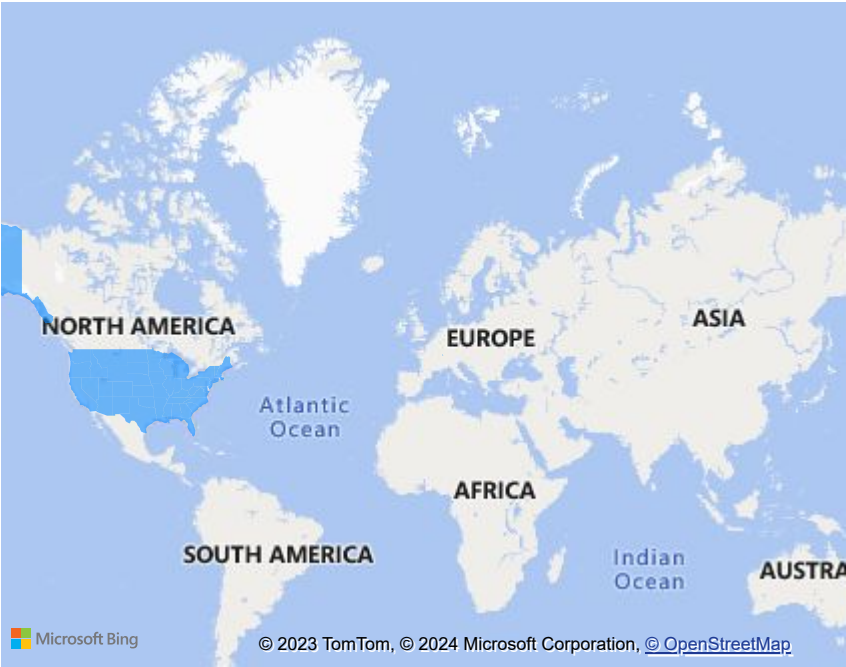 NORTH AMERICA
ASIA
EUROPE
Atlantic
Ocean
AFRICA
SOUTH AMERICA
Indian
Ocean
AUSTRA
Microsoft Bing
© 2023 TomTom, © 2024 Microsoft Corporation, © OpenStreetMap